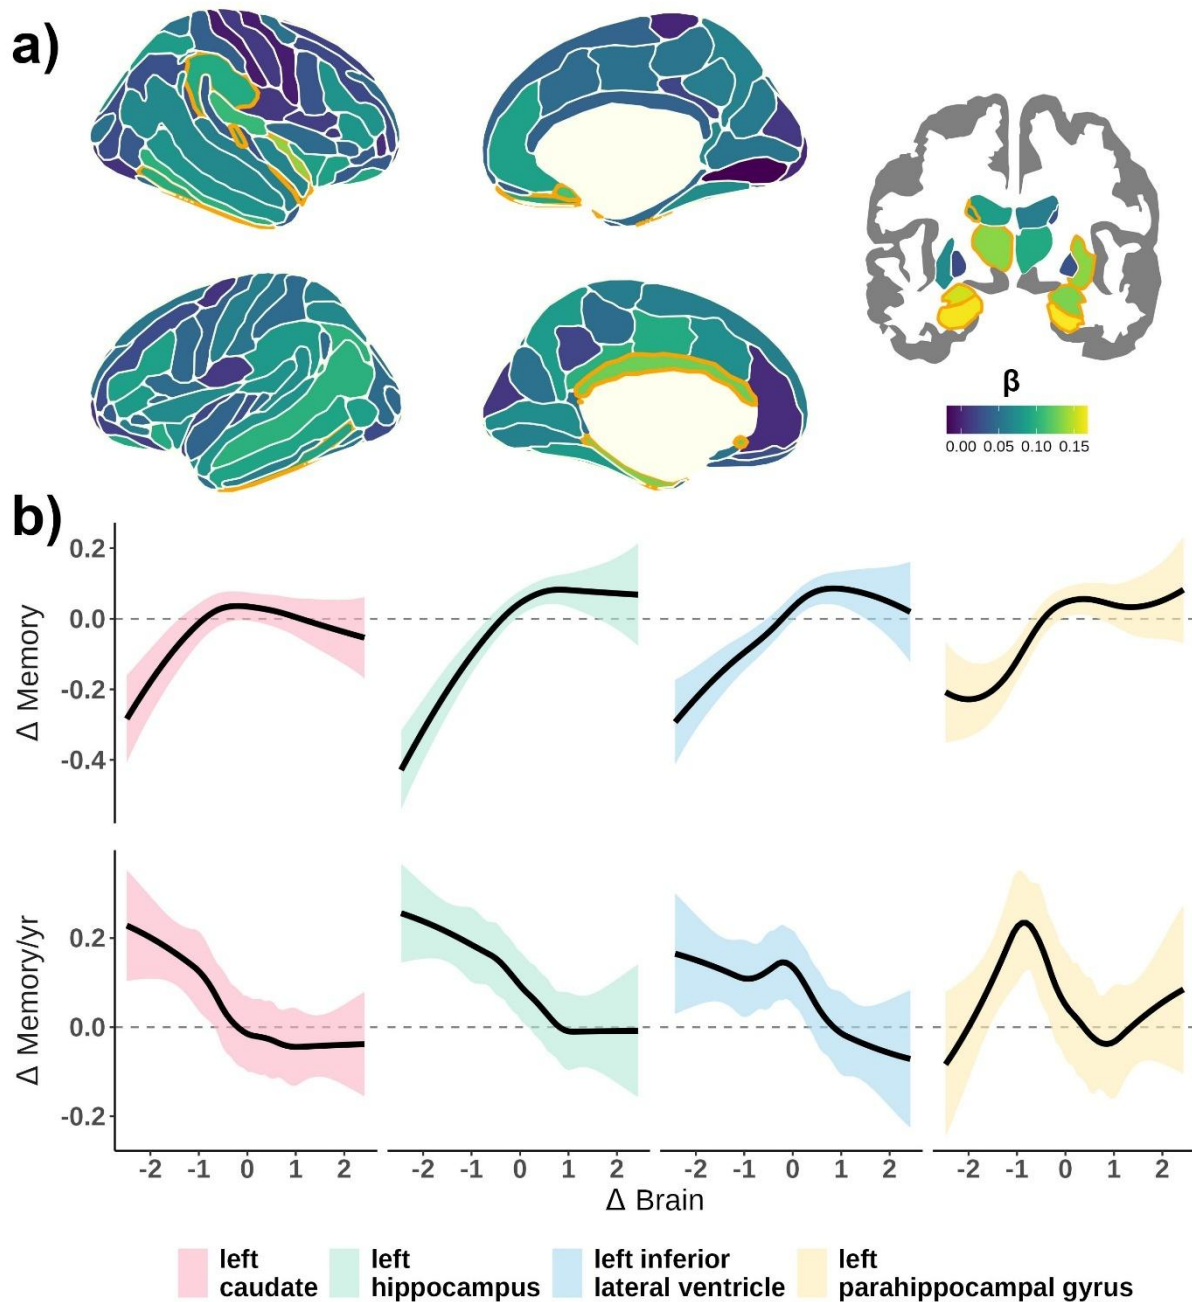 a)
β
0.00 0.05 0.10 0.15
b)
Δ Memory
0.2
0.0
-0.2
-0.4
Δ Memory/yr
0.2
0.0
-0.2
-2 -1 0 1 2 -2 -1 0 1 2 -2 -1 0 1 2 -2 -1 0 1 2
Δ Brain
left caudate
left hippocampus
left inferior lateral ventricle
left parahippocampal gyrus